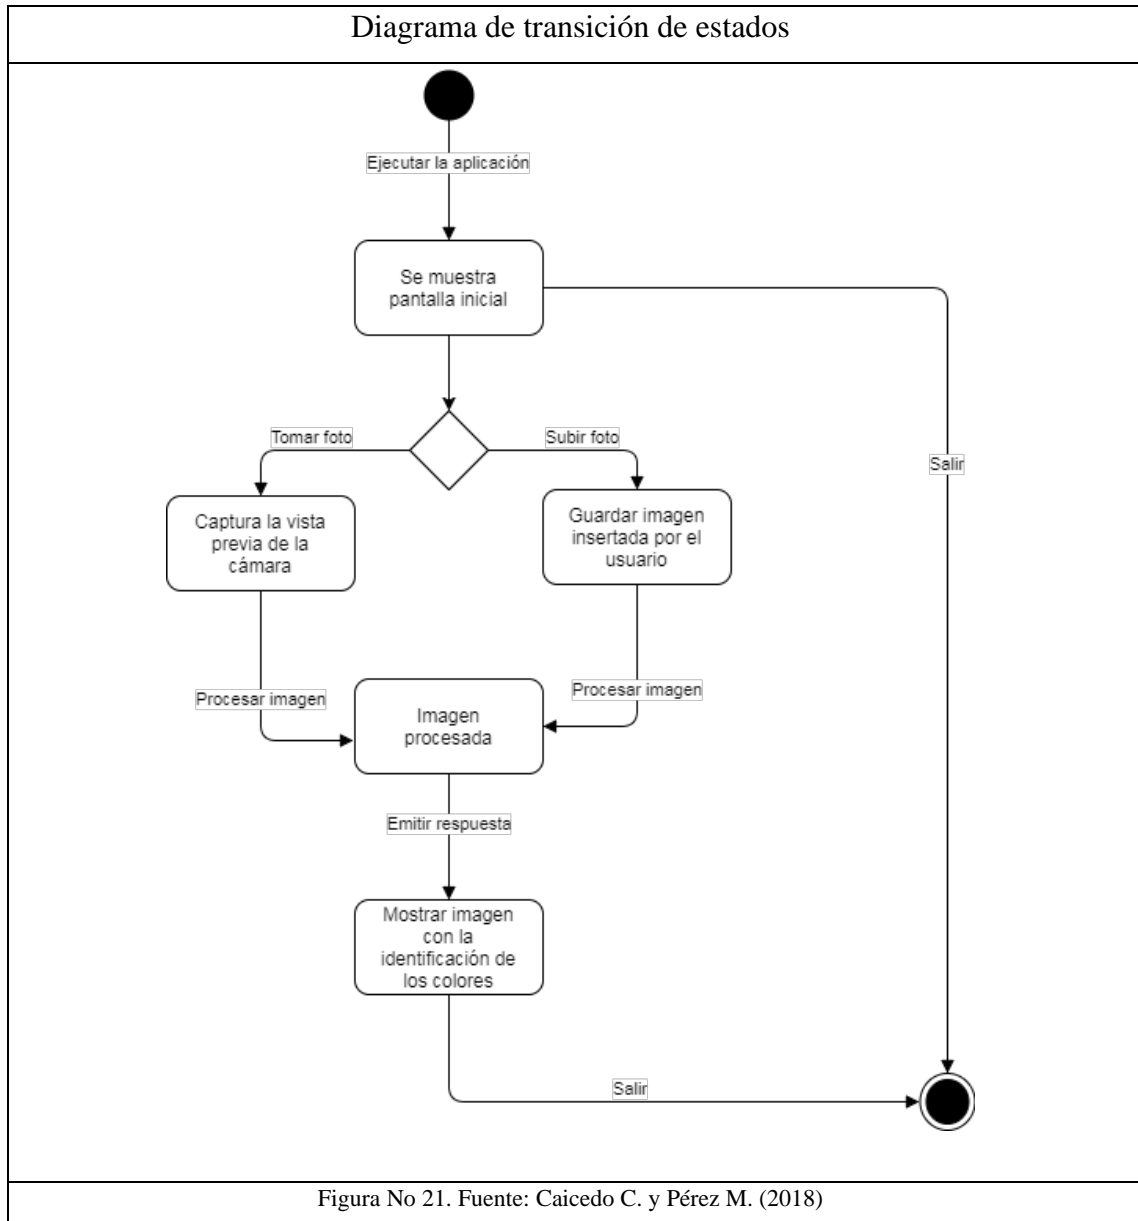 Diagrama de transición de estados
Ejecutar la aplicación
Se muestra
pantalla inicial
Tomar foto
Subir foto
Salir
Captura la vista
previa de la
cámara
Guardar imagen
insertada por el
usuario
Procesar imagen
Procesar imagen
Imagen
procesada
Emitir respuesta
Mostrar imagen
con la
identificación de
los colores
Salir
Figura No 21. Fuente: Caicedo C. y Pérez M. (2018)